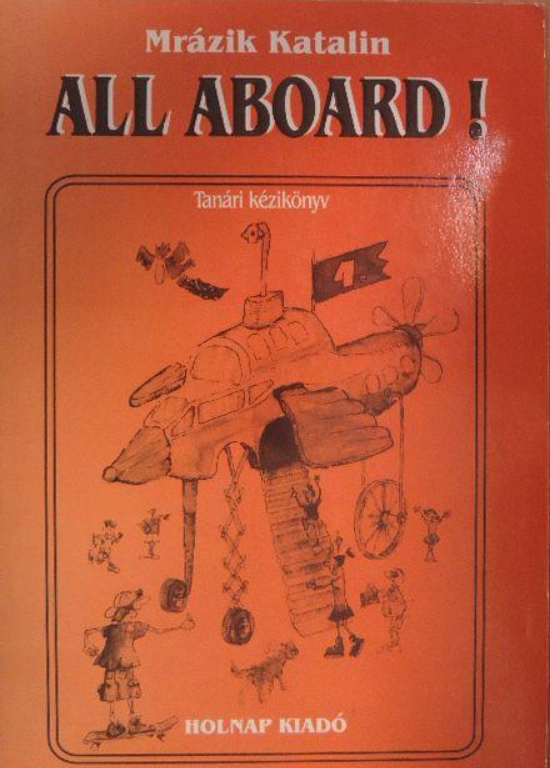 Mrázik Katalin
ALL ABOARD !
Tanári kézikönyv
1.
HOLNAP KIADÓ